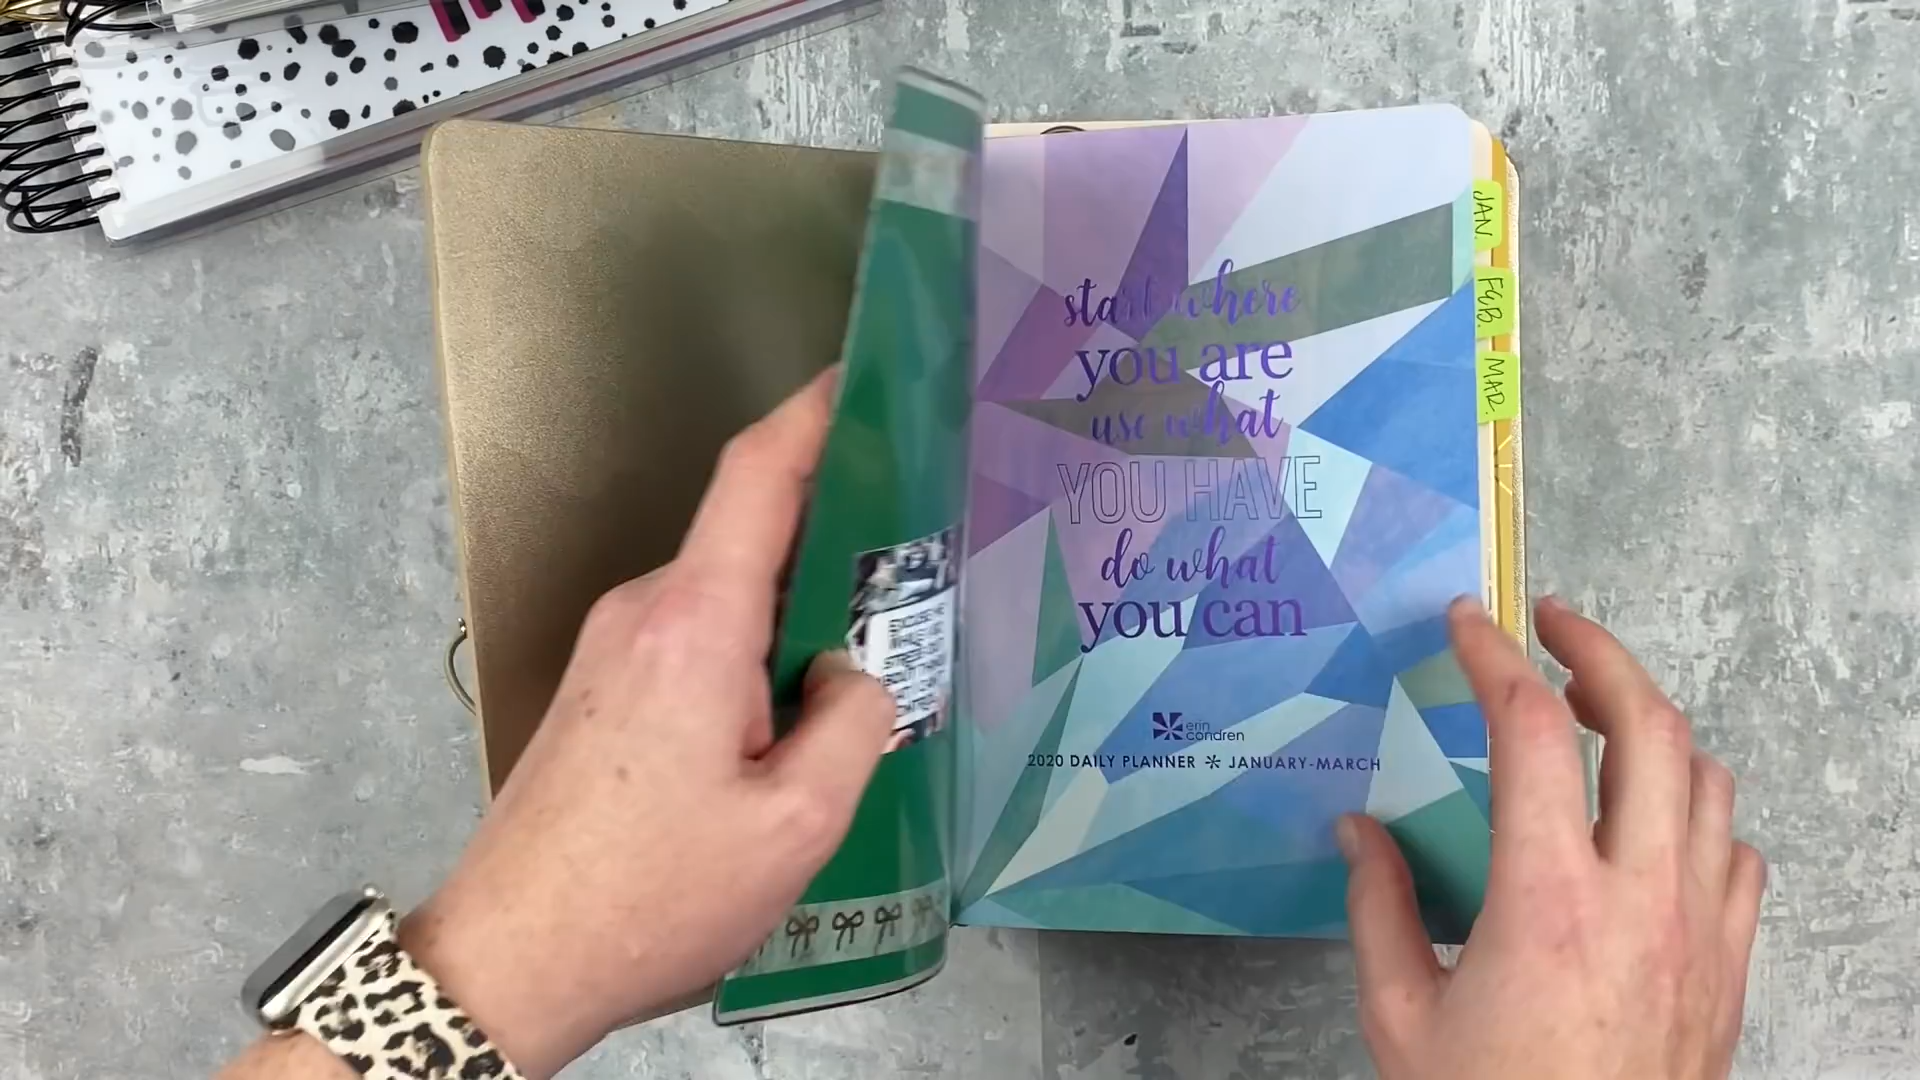 start where
you are
use what
YOU HAVE
do what
you can
erin
condren
2020 DAILY PLANNER * JANUARY-MARCH
JAN.
FEB.
MAR.